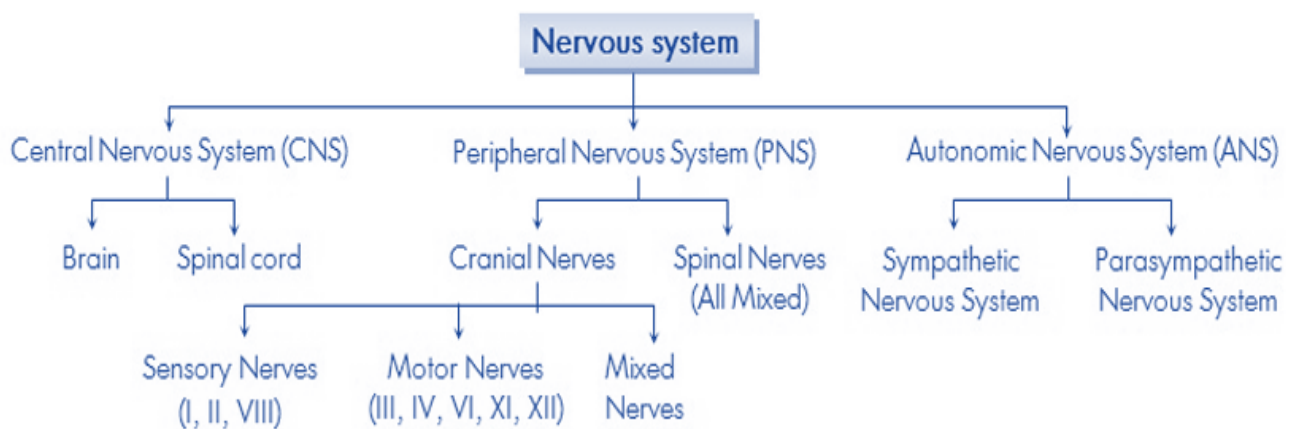 Nervous system
Central Nervous System (CNS)
Peripheral Nervous System (PNS)
Autonomic Nervous System (ANS)
Brain
Spinal cord
Cranial Nerves
Spinal Nerves
(All Mixed)
Sympathetic
Nervous System
Parasympathetic
Nervous System
Sensory Nerves
(I, II, VIII)
Motor Nerves
(III, IV, VI, XI, XII)
Mixed
Nerves